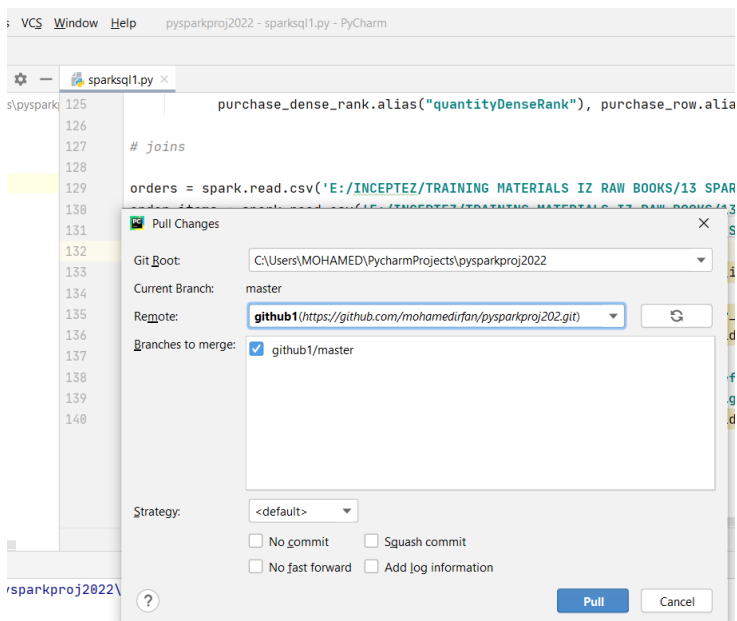 VCS Window Help pysparkproj2022 - sparksql1.py - PyCharm
sparksql1.py
s\pyspark 125 purchase_dense_rank.alias("quantityDenseRank"), purchase_row.alia
126
127 # joins
128
129 orders = spark.read.csv('E:/INCEPTEZ/TRAINING MATERIALS IZ RAW BOOKS/13 SPAR
130
131
132
133
134
135
136
137
138
139
140
Pull Changes
Git Root: C:\Users\MOHAMED\PycharmProjects\pysparkproj2022
Current Branch: master
Remote: github1(https://github.com/mohamedirfan/pysparkproj202.git)
Branches to merge: github1/master
Strategy: <default>
No commit Squash commit
No fast forward Add log information
ysparkproj2022\
? Pull Cancel